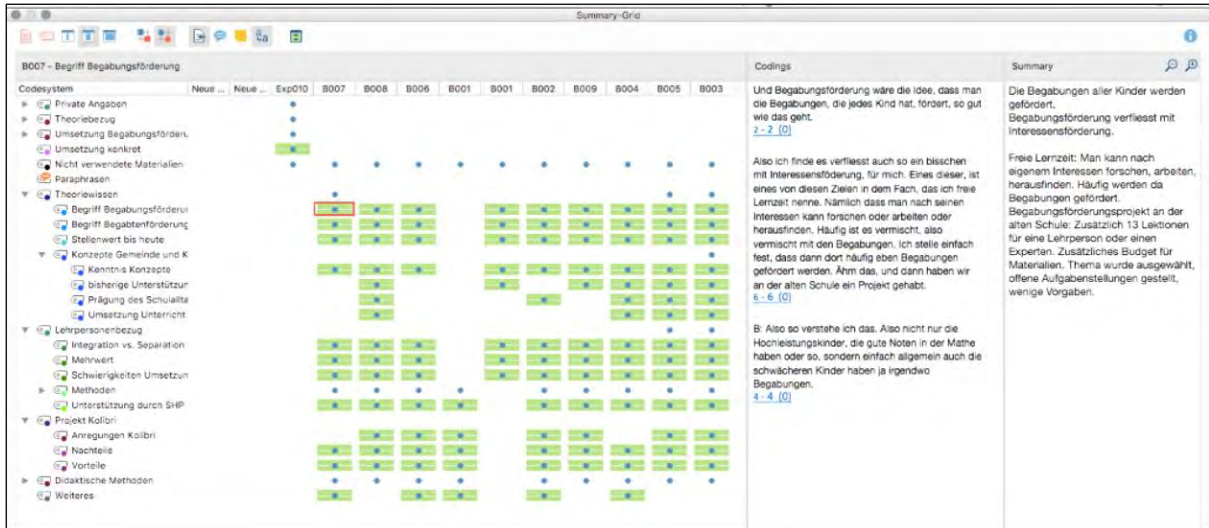 Summary-Grid
B007 - Begriff Begabungsförderung
Codings
Summary
Codesystem Neue ... Neue ... Exp010 B007 B008 B006 B001 B001 B002 B009 B004 B005 B003
Private Angaben
Theoriebezug
Umsetzung Begabungsförderu
Umsetzung konkret
Nicht verwendete Materialien
Paraphrasen
Theoriewissen
Begriff Begabungsförderur
Begriff Begabtenförderung
Stellenwert bis heute
Konzepte Gemeinde und K
Kenntnis Konzepte
bisherige Unterstützur
Prägung des Schulallta
Umsetzung Unterricht
Lehrpersonenbezug
Integration vs. Separation
Mehrwert
Schwierigkeiten Umsetzun
Methoden
Unterstützung durch SHP
Projekt Kolibri
Anregungen Kolibri
Nachteile
Vorteile
Didaktische Methoden
Weiteres
Und Begabungsförderung wäre die Idee, dass man
die Begabungen, die jedes Kind hat, fördert, so gut
wie das geht.
2 - 2 (0)
Also ich finde es verfliesst auch so ein bisschen
mit Interessensföderung, für mich. Eines dieser, ist
eines von diesen Zielen in dem Fach, das ich freie
Lernzeit nenne. Nämlich dass man nach seinen
Interessen kann forschen oder arbeiten oder
herausfinden. Häufig ist es vermischt, also
vermischt mit den Begabungen. Ich stelle einfach
fest, dass dann dort häufig eben Begabungen
gefördert werden. Ähm das, und dann haben wir
an der alten Schule ein Projekt gehabt.
6 - 6 (0)
B: Also so verstehe ich das. Also nicht nur die
Hochleistungskinder, die gute Noten in der Mathe
haben oder so, sondern einfach allgemein auch die
schwächeren Kinder haben ja irgendwo
Begabungen.
4 - 4 (0)
Die Begabungen aller Kinder werden
gefördert.
Begabungsförderung verfliesst mit
Interessensförderung.
Freie Lernzeit: Man kann nach
eigenem Interessen forschen, arbeiten,
herausfinden. Häufig werden da
Begabungen gefördert.
Begabungsförderungsprojekt an der
alten Schule: Zusätzlich 13 Lektionen
für eine Lehrperson oder einen
Experten. Zusätzliches Budget für
Materialien. Thema wurde ausgewählt,
offene Aufgabenstellungen gestellt,
wenige Vorgaben.